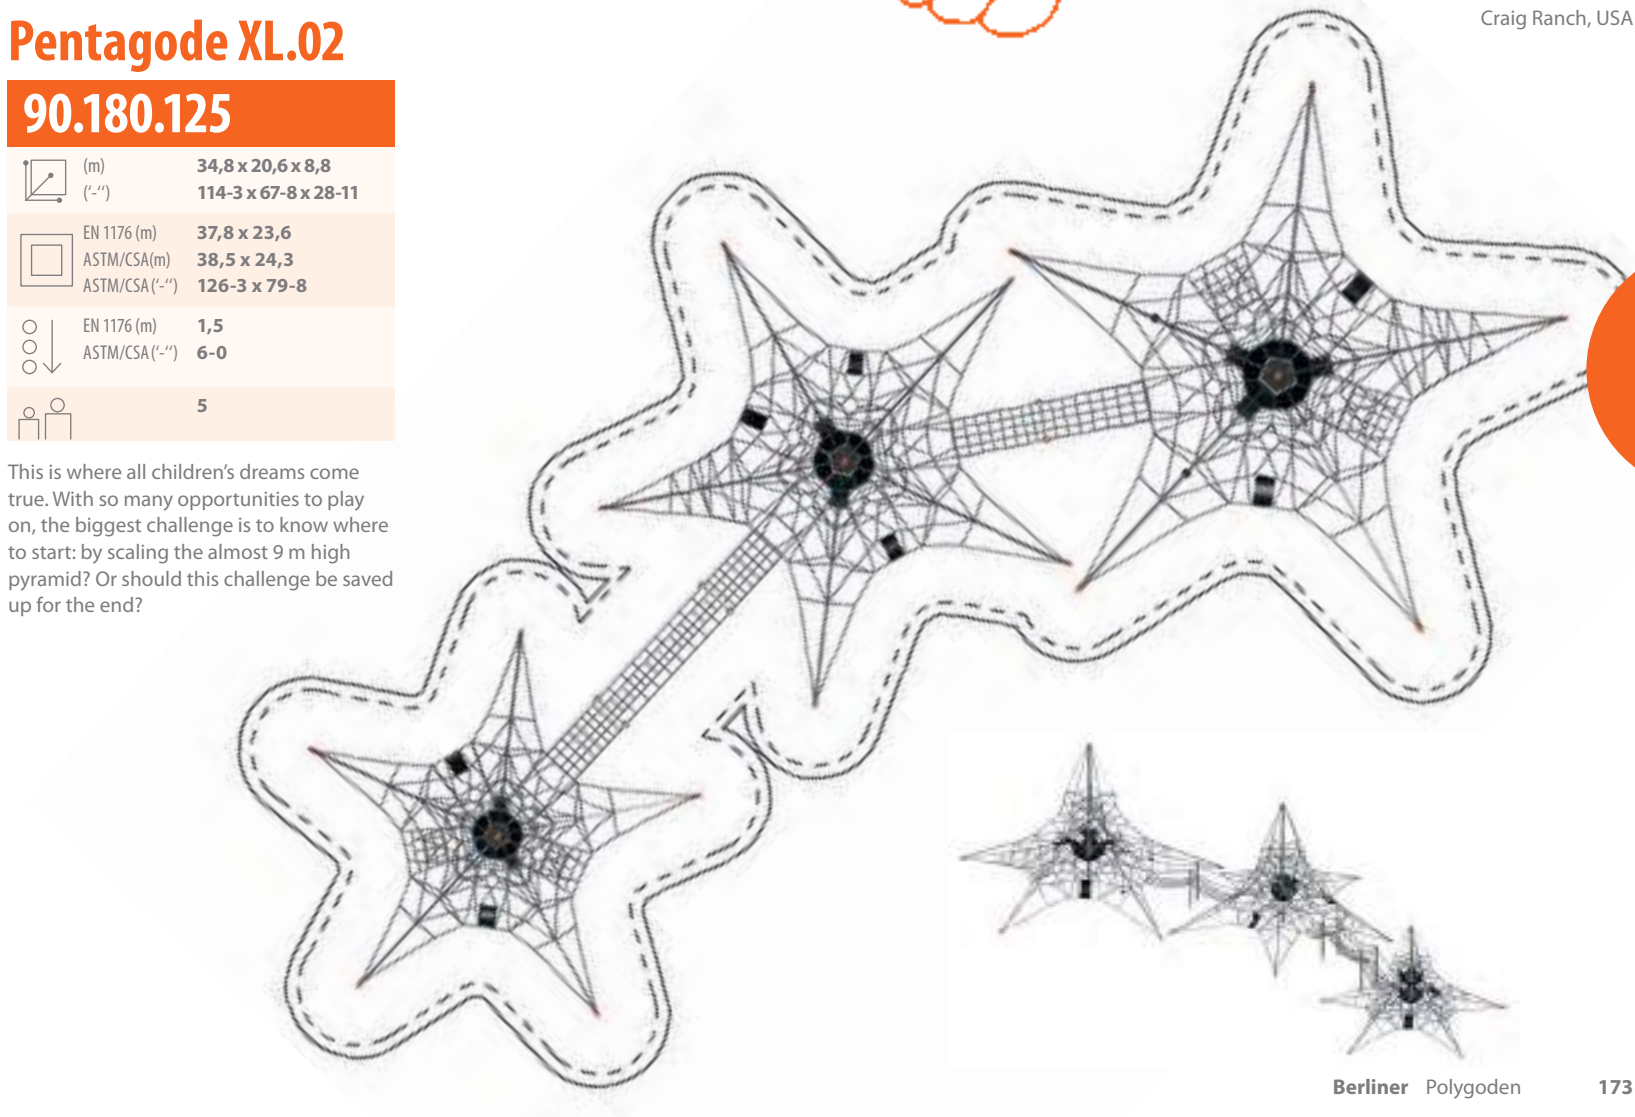 Craig Ranch, USA
Pentagode XL.02
90.180.125
(m) 34,8 x 20,6 x 8,8
(‘-“) 114-3 x 67-8 x 28-11
EN 1176 (m) 37,8 x 23,6
ASTM/CSA(m) 38,5 x 24,3
ASTM/CSA (‘-“) 126-3 x 79-8
EN 1176 (m) 1,5
ASTM/CSA (‘-“) 6-0
5
This is where all children’s dreams come
true. With so many opportunities to play
on, the biggest challenge is to know where
to start: by scaling the almost 9 m high
pyramid? Or should this challenge be saved
up for the end?
Berliner Polygoden 173